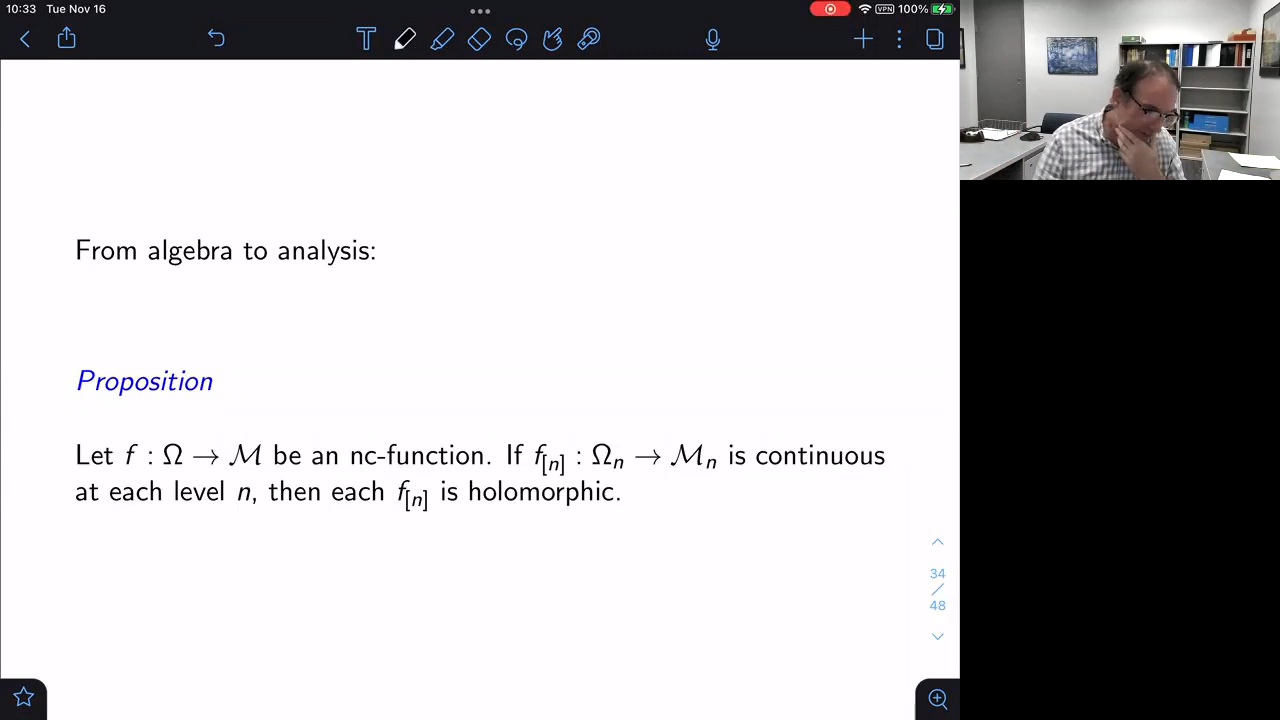 10:33 Tue Nov 16
VPN 100%
T
From algebra to analysis:
Proposition
Let f : Ω → ℳ be an nc-function. If f[n] : Ωn → ℳn is continuous
at each level n, then each f[n] is holomorphic.
34
/
48